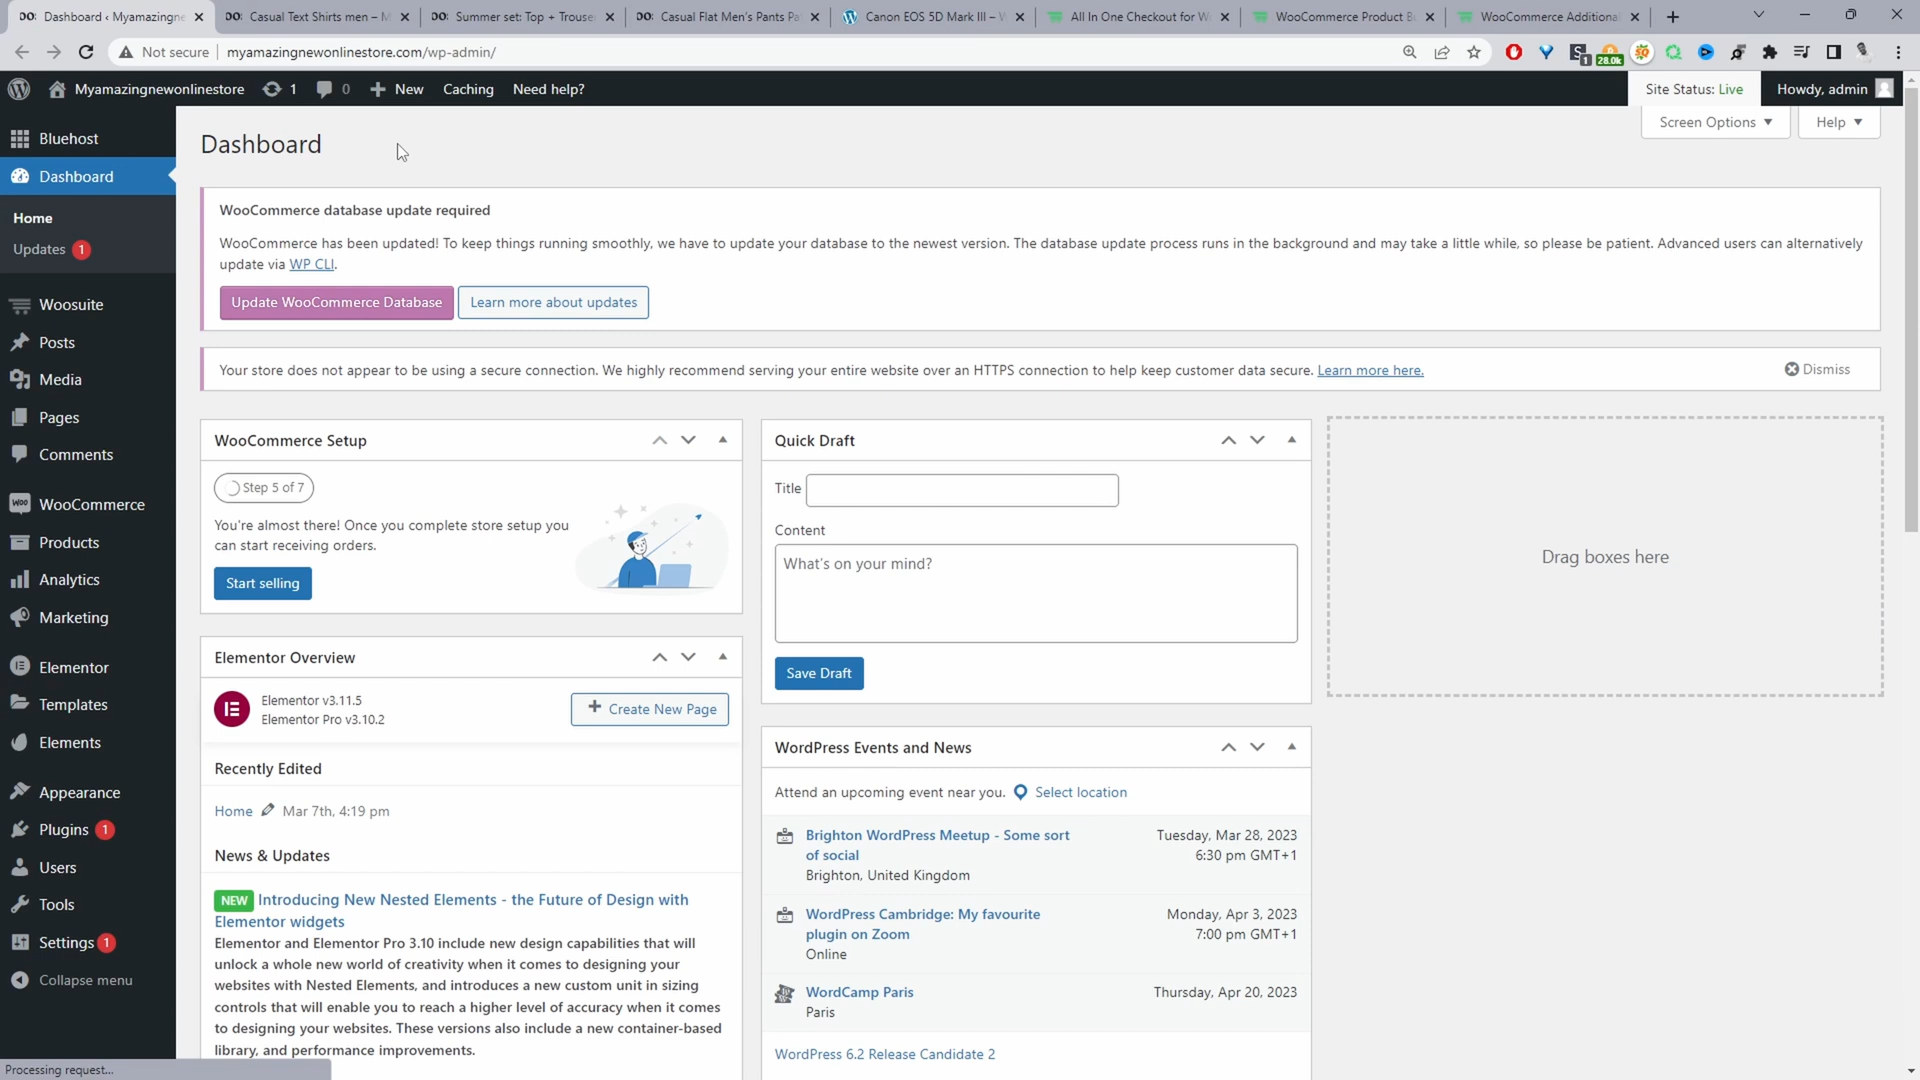 Dashboard ‹ Myamazingne
Casual Text Shirts men – M
Summer set: Top + Trouse
Casual Flat Men's Pants Pa
Canon EOS 5D Mark III –
All In One Checkout for W
WooCommerce Product B
WooCommerce Additiona
Not secure
myamazingnewonlinestore.com/wp-admin/
28.0k
1
Myamazingnewonlinestore
1
0
New
Caching
Need help?
Site Status: Live
Howdy, admin
Bluehost
Dashboard
Home
Updates 1
Woosuite
Posts
Media
Pages
Comments
WooCommerce
Products
Analytics
Marketing
Elementor
Templates
Elements
Appearance
Plugins 1
Users
Tools
Settings 1
Collapse menu
Processing request...
Dashboard
Screen Options
Help
WooCommerce database update required
WooCommerce has been updated! To keep things running smoothly, we have to update your database to the newest version. The database update process runs in the background and may take a little while, so please be patient. Advanced users can alternatively
update via WP CLI.
Update WooCommerce Database
Learn more about updates
Your store does not appear to be using a secure connection. We highly recommend serving your entire website over an HTTPS connection to help keep customer data secure. Learn more here.
Dismiss
WooCommerce Setup
Step 5 of 7
You're almost there! Once you complete store setup you
can start receiving orders.
Start selling
Elementor Overview
Elementor v3.11.5
Elementor Pro v3.10.2
Create New Page
Recently Edited
Home Mar 7th, 4:19 pm
News & Updates
NEW Introducing New Nested Elements - the Future of Design with
Elementor widgets
Elementor and Elementor Pro 3.10 include new design capabilities that will
unlock a whole new world of creativity when it comes to designing your
websites with Nested Elements, and introduces a new custom unit in sizing
controls that will enable you to reach a higher level of accuracy when it comes
to designing your websites. These versions also include a new container-based
library, and performance improvements.
Quick Draft
Title
Content
What's on your mind?
Save Draft
WordPress Events and News
Attend an upcoming event near you. Select location
Brighton WordPress Meetup - Some sort
of social
Brighton, United Kingdom
Tuesday, Mar 28, 2023
6:30 pm GMT+1
WordPress Cambridge: My favourite
plugin on Zoom
Online
Monday, Apr 3, 2023
7:00 pm GMT+1
WordCamp Paris
Paris
Thursday, Apr 20, 2023
WordPress 6.2 Release Candidate 2
Drag boxes here